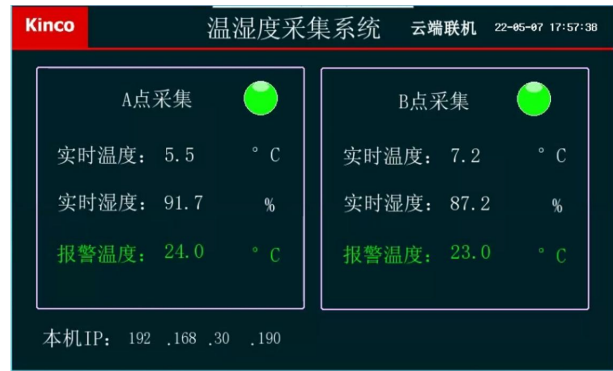 Kinco 温湿度采集系统 云端联机 22-05-07 17:57:38
A点采集
实时温度: 5.5 °C
实时湿度: 91.7 %
报警温度: 24.0 °C
B点采集
实时温度: 7.2 °C
实时湿度: 87.2 %
报警温度: 23.0 °C
本机IP: 192 .168 .30 .190